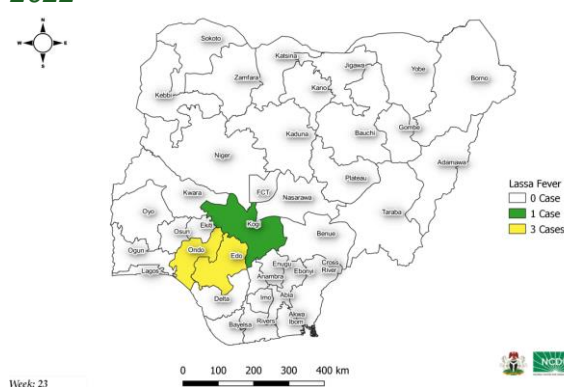 2022
N
W E
S
Sokoto
Katsina
Jigawa
Yobe
Borno
Zamfara
Kano
Kebbi
Kaduna
Bauchi
Gombe
Niger
Adamawa
Plateau
FCT
Nasarawa
Kwara
Taraba
Oyo
Kogi
Ekiti
Osun
Benue
Ondo
Edo
Ogun
Enugu
Cross
River
Ebonyi
Lagos
Anambra
Delta
Imo
Abia
Akwa
Ibom
Bayelsa
Rivers
Lassa Fever
0 Case
1 Case
3 Cases
0 100 200 300 400 km
Week: 23
NCDC